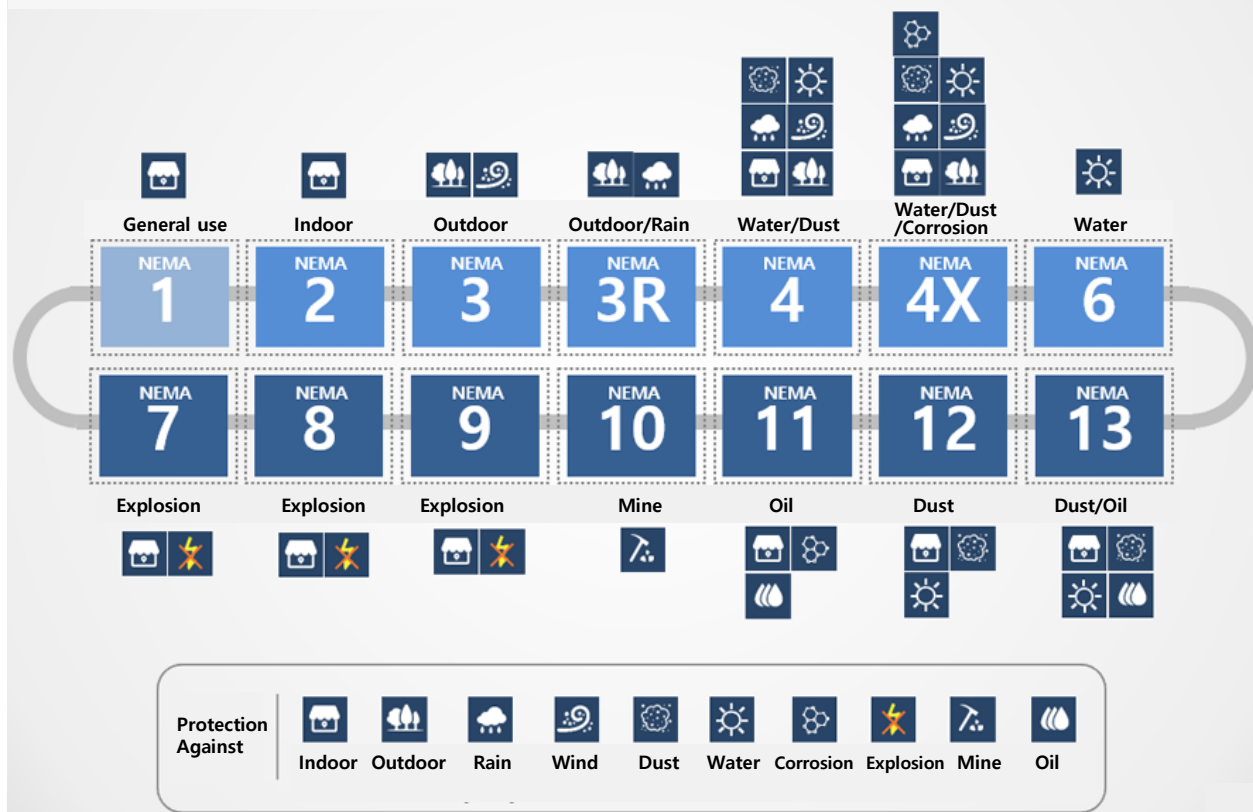 General use
Indoor
Outdoor
Outdoor/Rain
Water/Dust
Water/Dust
/Corrosion
Water
NEMA
1
NEMA
2
NEMA
3
NEMA
3R
NEMA
4
NEMA
4X
NEMA
6
NEMA
7
NEMA
8
NEMA
9
NEMA
10
NEMA
11
NEMA
12
NEMA
13
Explosion
Explosion
Explosion
Mine
Oil
Dust
Dust/Oil
Protection
Against
Indoor
Outdoor
Rain
Wind
Dust
Water
Corrosion
Explosion
Mine
Oil